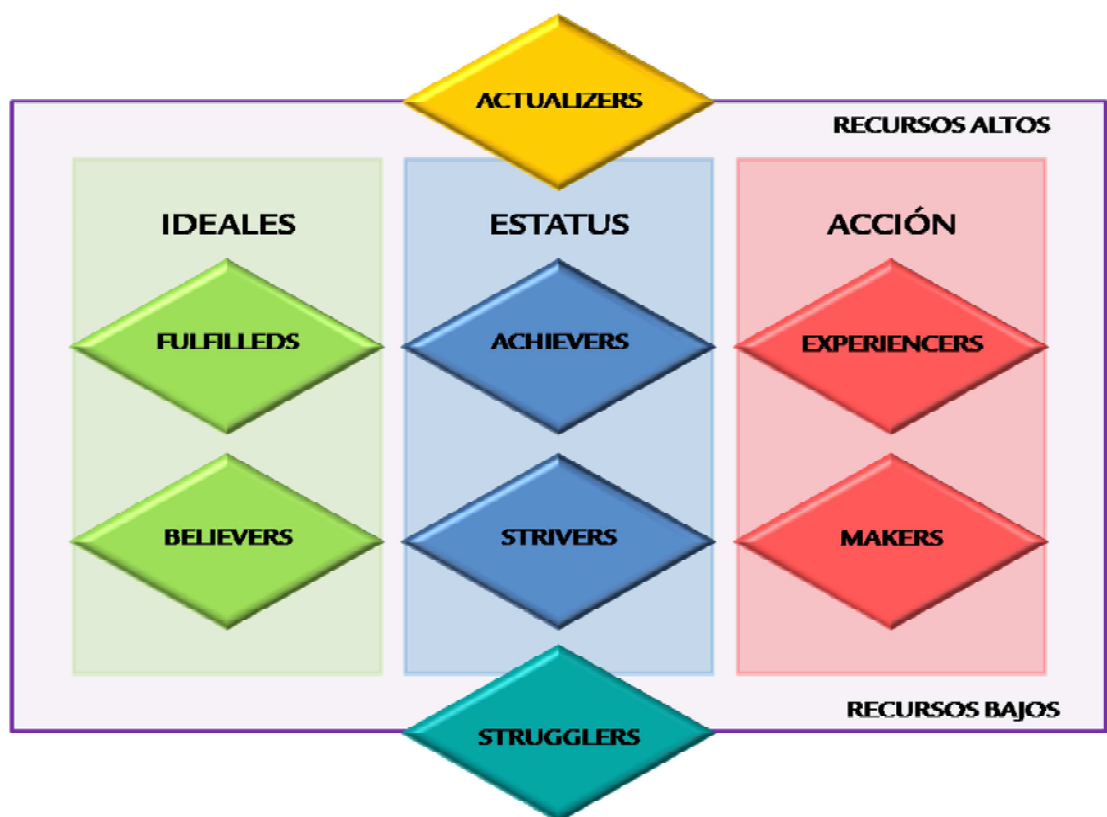 ACTUALIZERS
RECURSOS ALTOS
IDEALES
ESTATUS
ACCIÓN
FULFILLEDS
ACHIEVERS
EXPERIENCERS
BELIEVERS
STRIVERS
MAKERS
RECURSOS BAJOS
STRUGGLERS